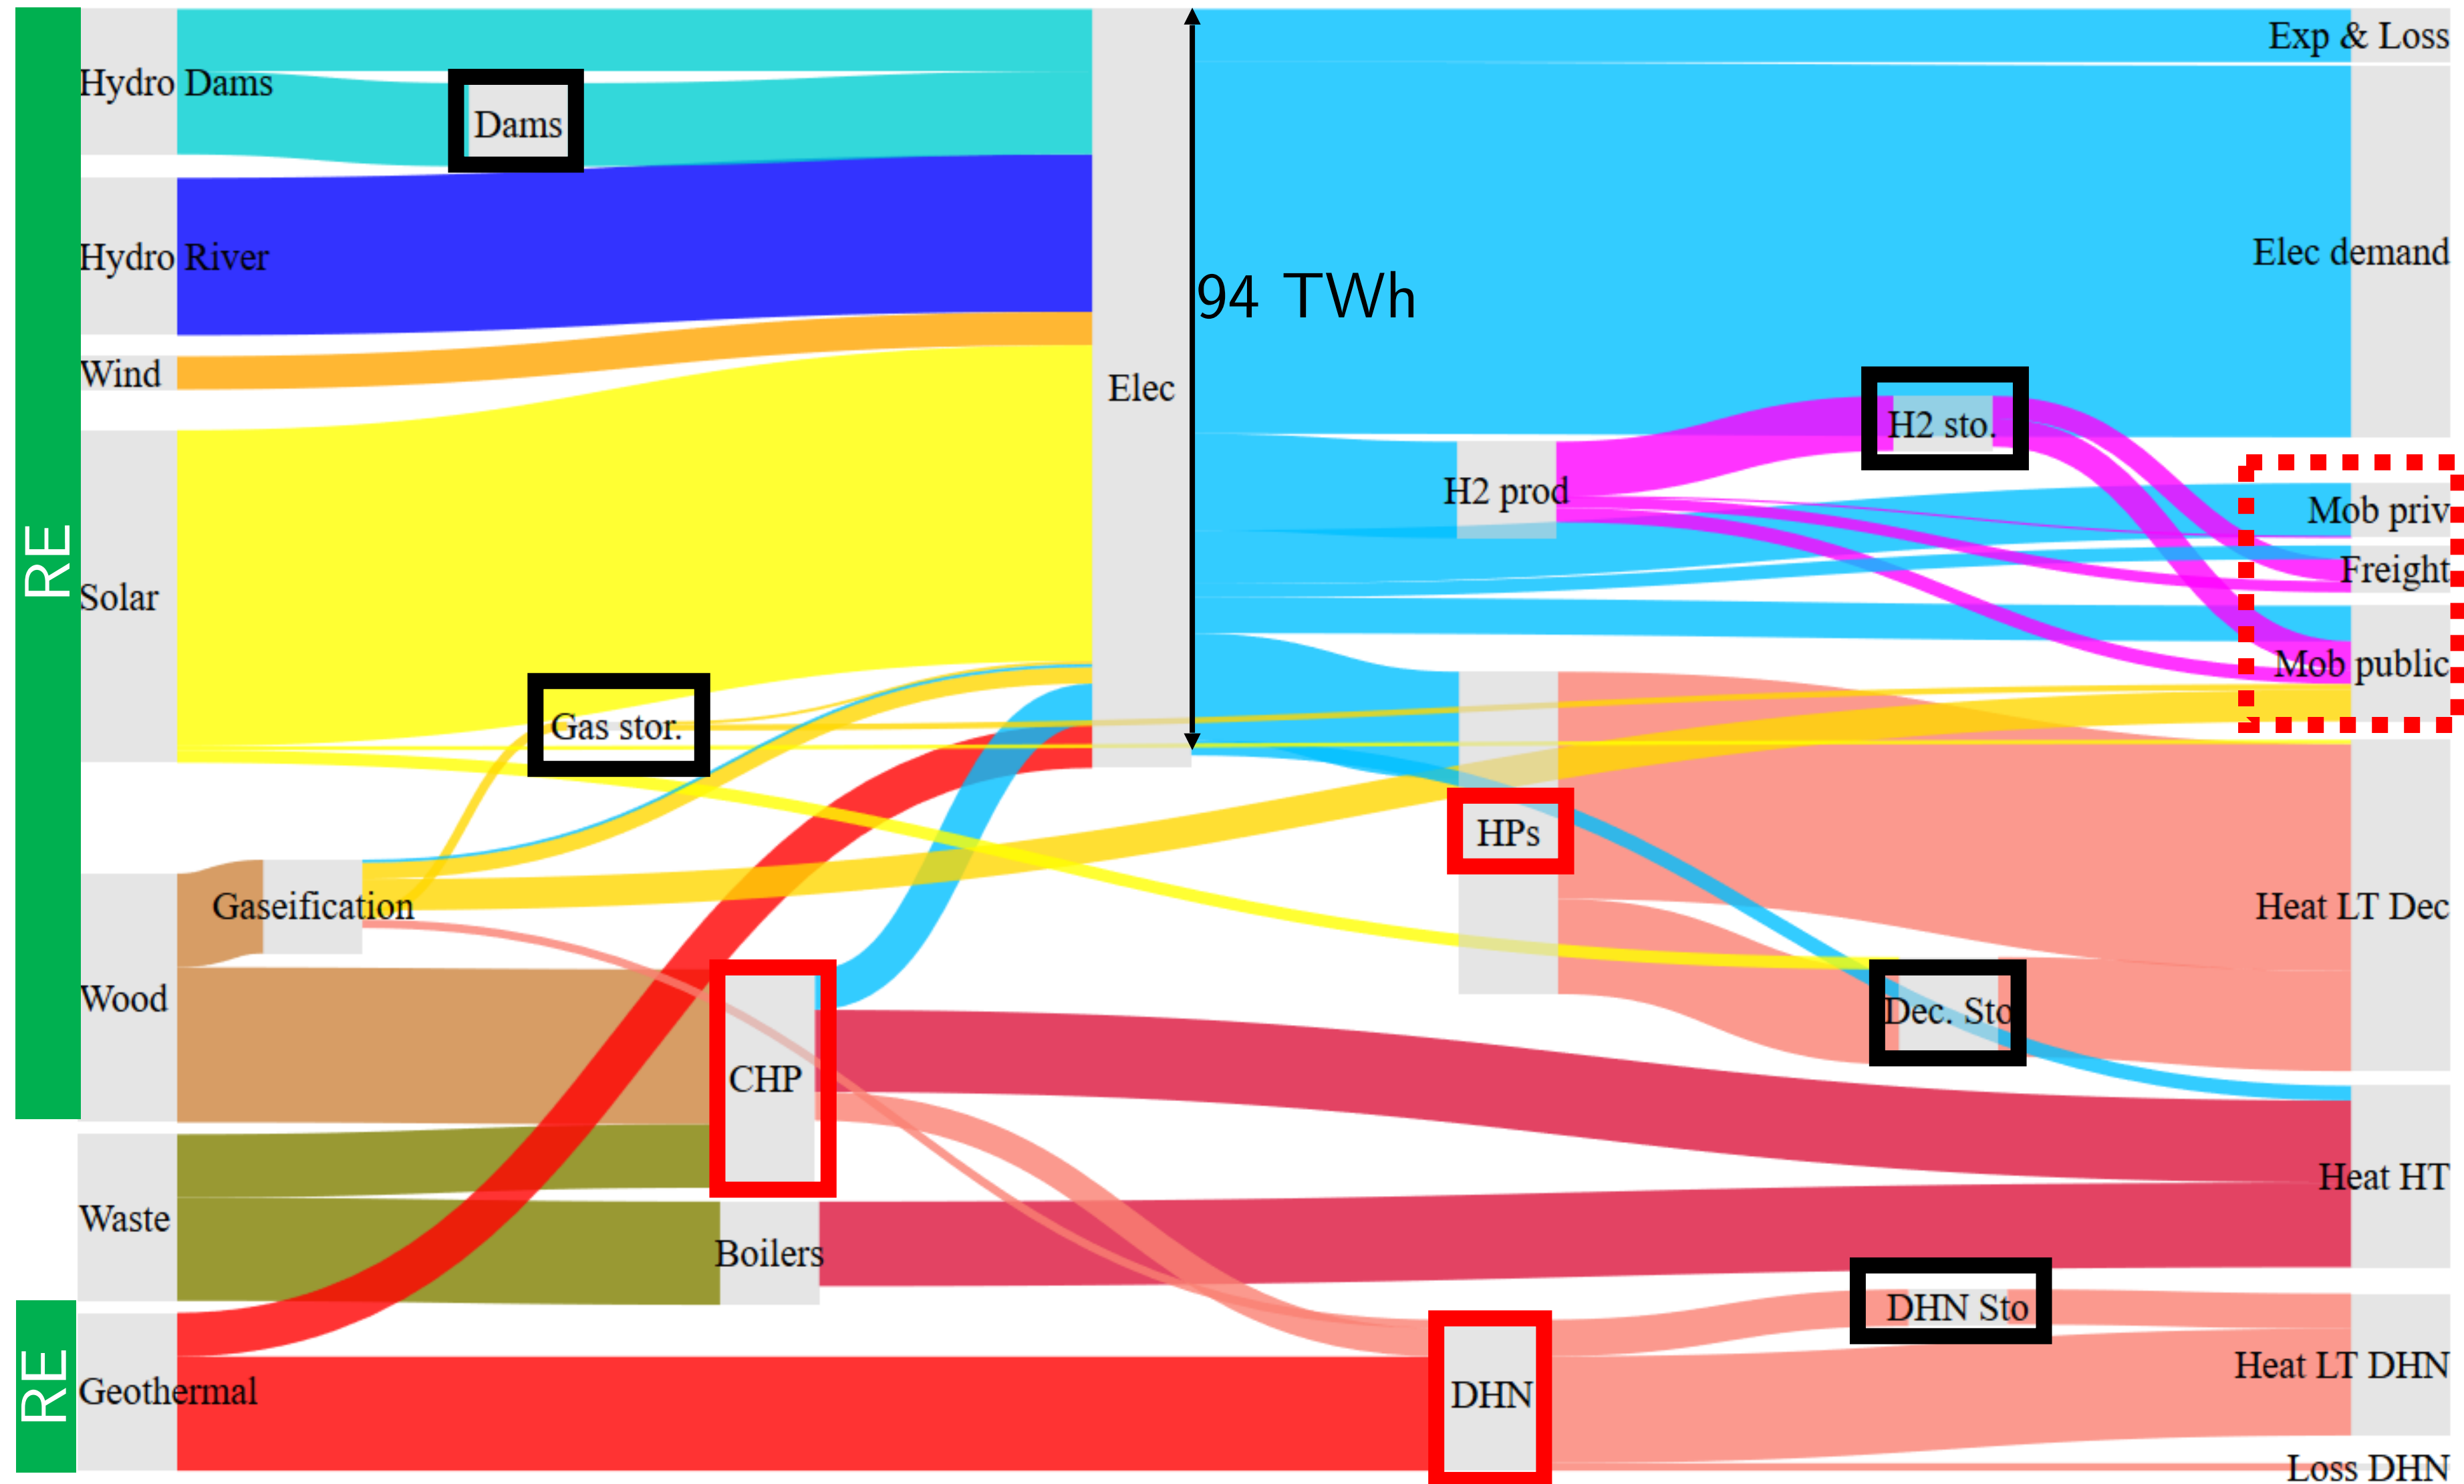 RE
Hydro Dams
Dams
Hydro River
Wind
Solar
Gas stor.
Gaseification
Wood
CHP
Waste
Boilers
RE
Geothermal
Elec
94 TWh
H2 prod
H2 sto.
HPs
Dec. Sto
DHN Sto
DHN
Exp & Loss
Elec demand
Mob priv
Freight
Mob public
Heat LT Dec
Heat HT
Heat LT DHN
Loss DHN